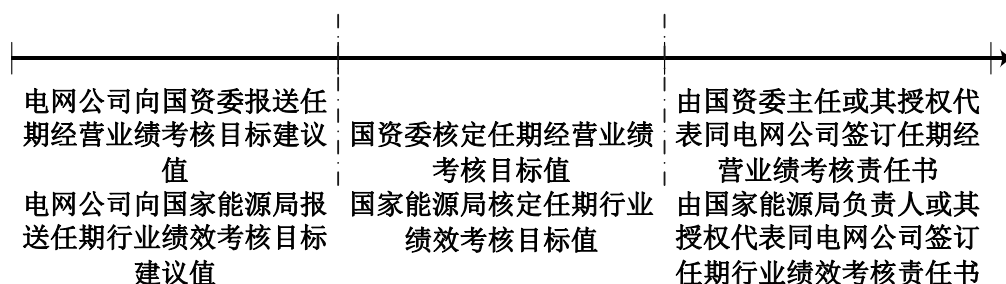 电网公司向国资委报送任
期经营业绩考核目标建议
值
电网公司向国家能源局报
送任期行业绩效考核目标
建议值
国资委核定任期经营业绩
考核目标值
国家能源局核定任期行业
绩效考核目标值
由国资委主任或其授权代
表同电网公司签订任期经
营业绩考核责任书
由国家能源局负责人或其
授权代表同电网公司签订
任期行业绩效考核责任书